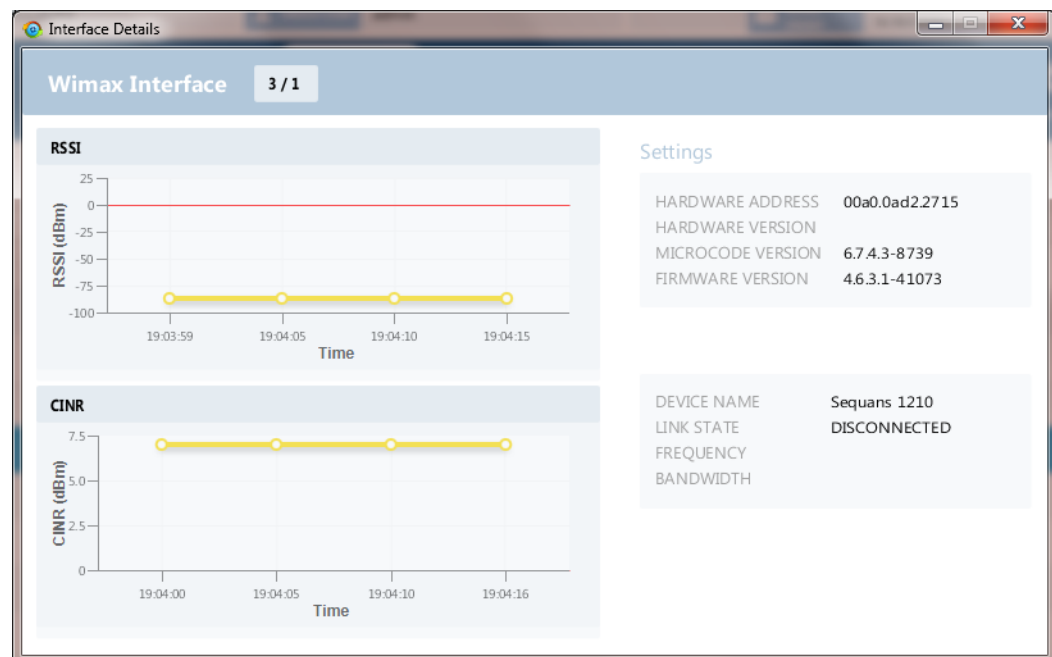 Interface Details
Wimax Interface 3 / 1
RSSI
25
0
-25
-50
-75
-100
RSSI (dBm)
19:03:59 19:04:05 19:04:10 19:04:15
Time
CINR
7.5
5.0
2.5
0
CINR (dBm)
19:04:00 19:04:05 19:04:10 19:04:16
Time
Settings
HARDWARE ADDRESS 00a0.0ad2.2715
HARDWARE VERSION
MICROCODE VERSION 6.7.4.3-8739
FIRMWARE VERSION 4.6.3.1-41073
DEVICE NAME Sequans 1210
LINK STATE DISCONNECTED
FREQUENCY
BANDWIDTH